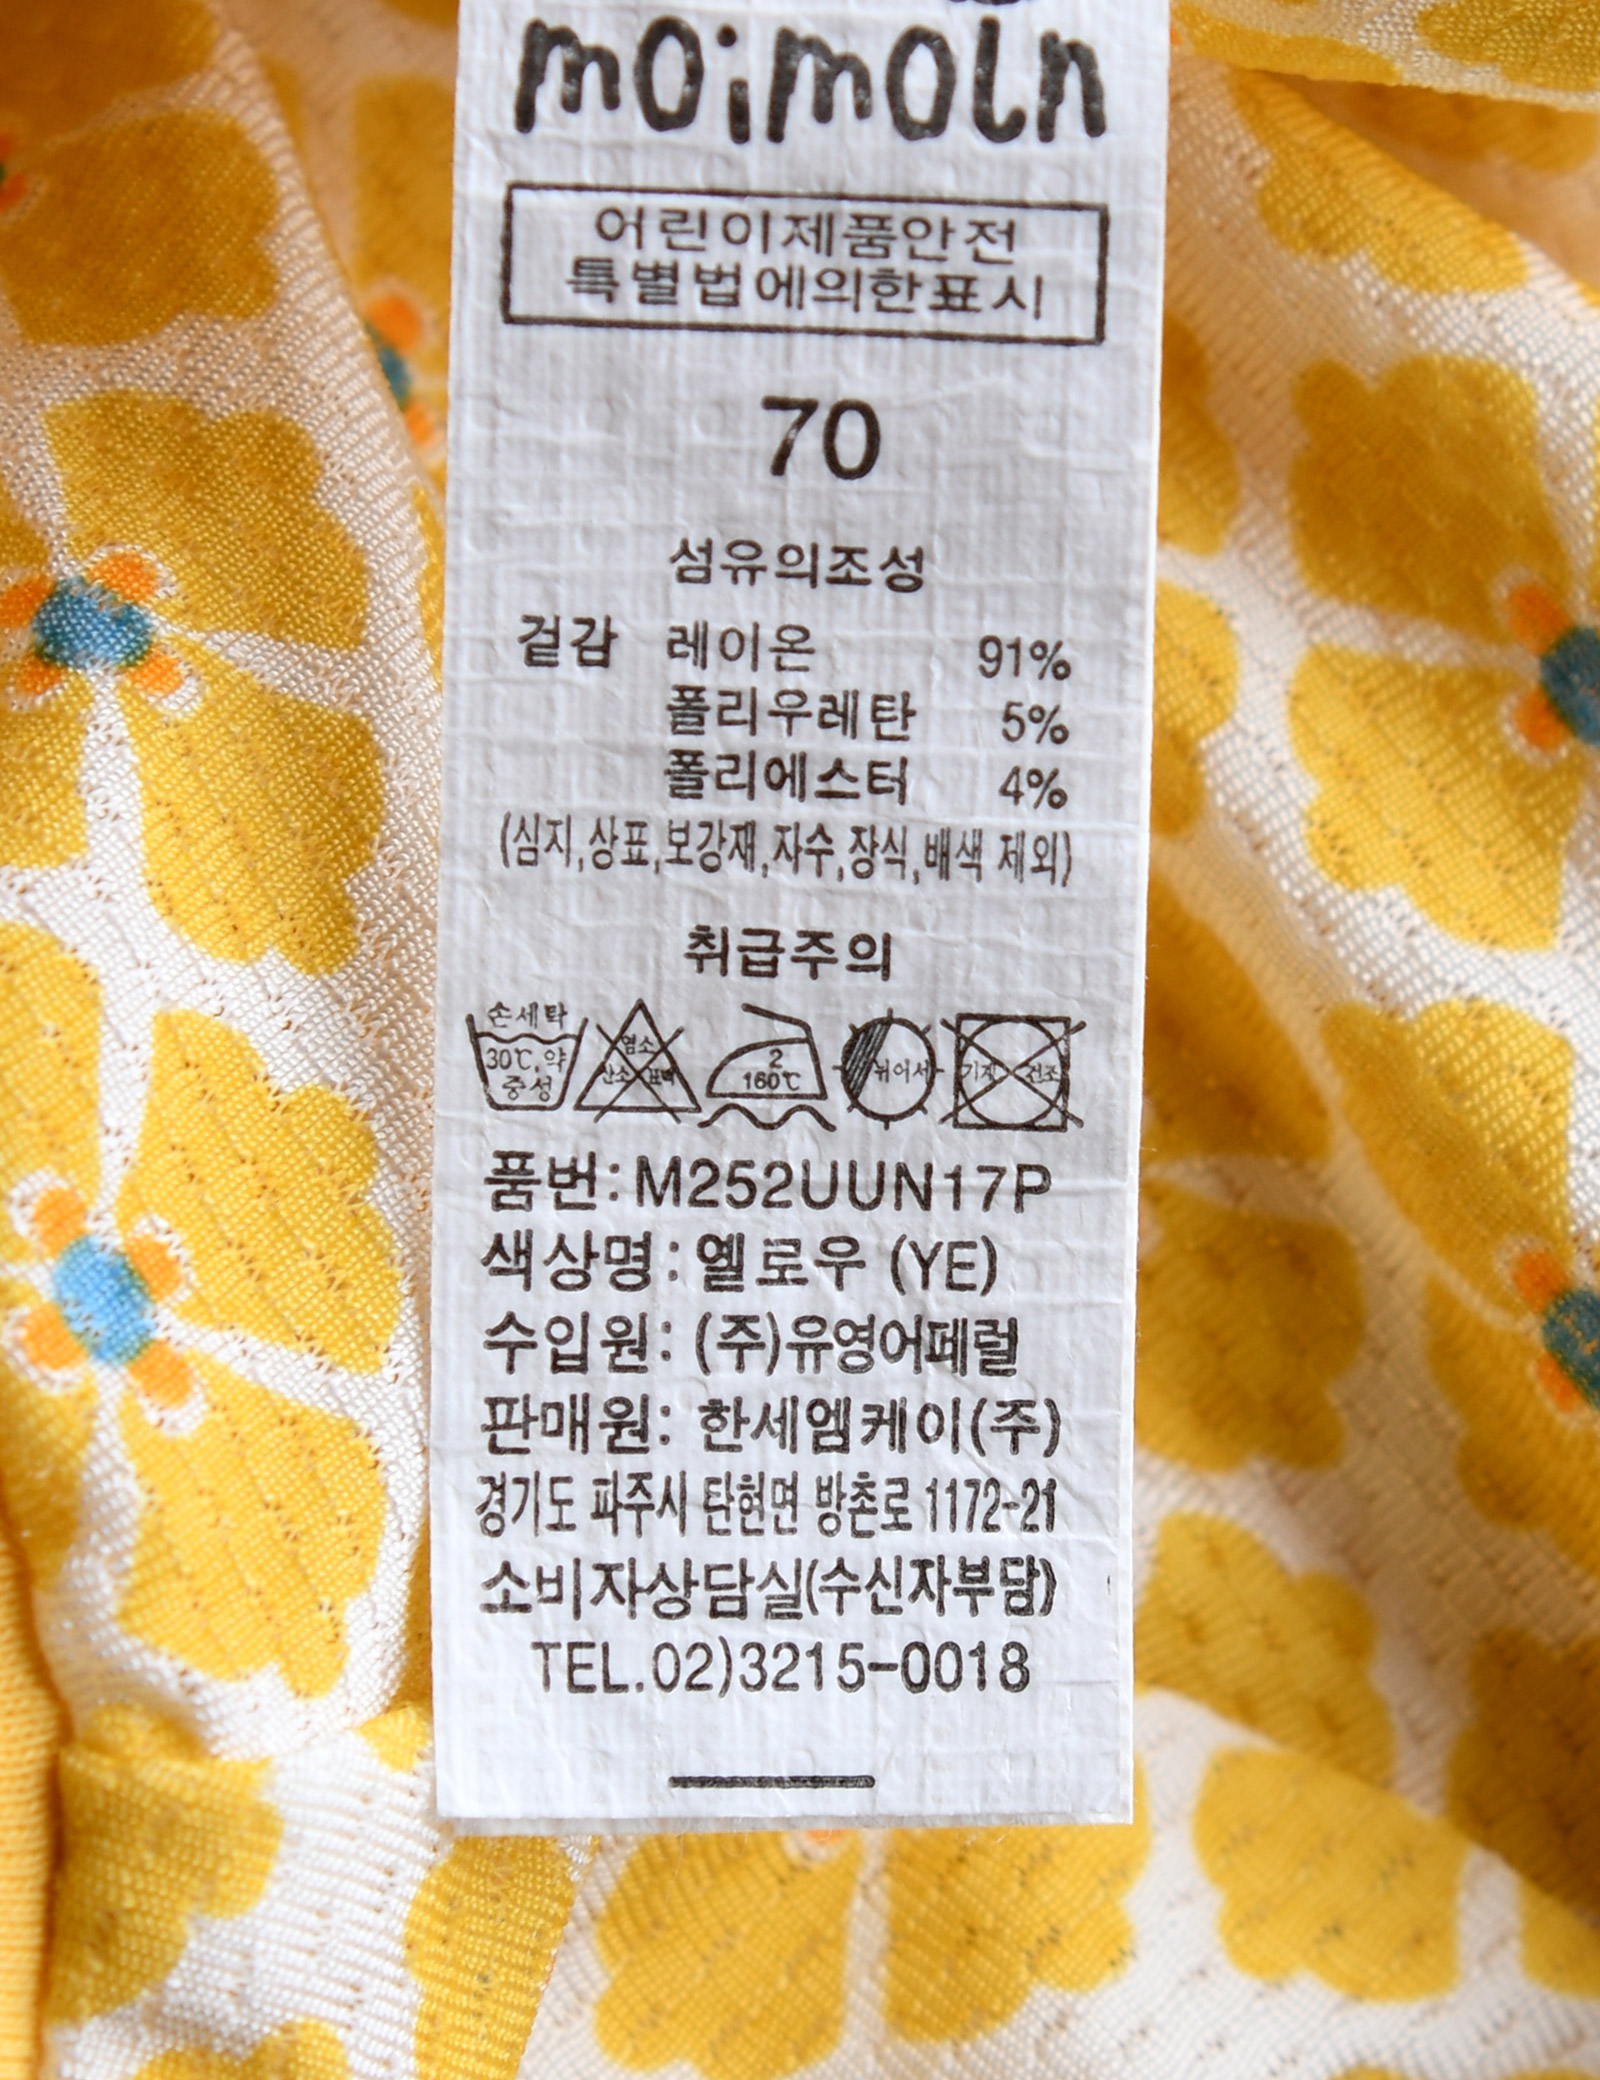 moimoln
어린이제품안전
특별법에의한표시
70
섬유의조성
겉감 레이온 91%
폴리우레탄 5%
폴리에스터 4%
(심지,상표,보강재,자수,장식,배색 제외)
취급주의
손세탁
30℃,약
중성
염소
산소 표백
2
160℃
뉘어서
기계 건조
품번: M252UUN17P
색상명: 옐로우 (YE)
수입원: (주)유영어페럴
판매원: 한세엠케이(주)
경기도 파주시 탄현면 방촌로 1172-21
소비자상담실(수신자부담)
TEL.02)3215-0018